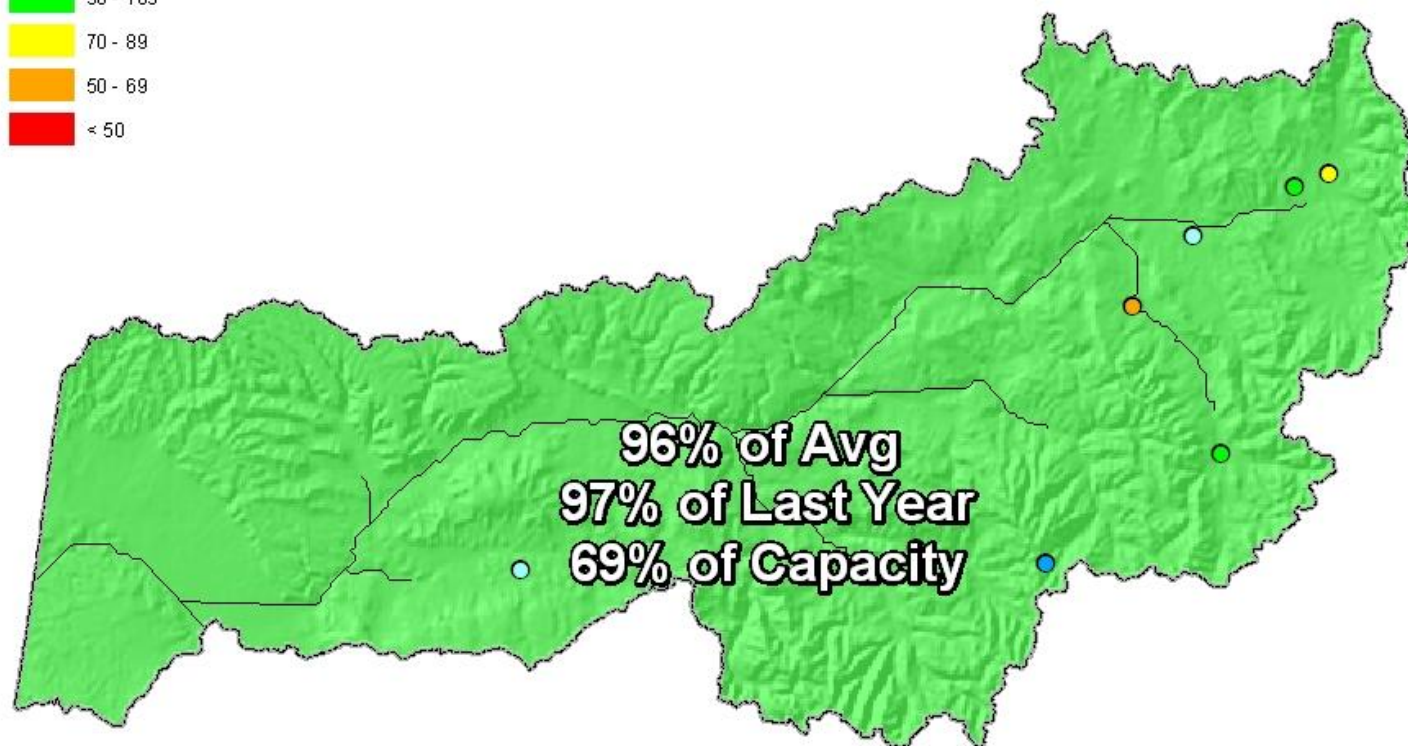 70 - 89
50 - 69
< 50
96% of Avg
97% of Last Year
69% of Capacity